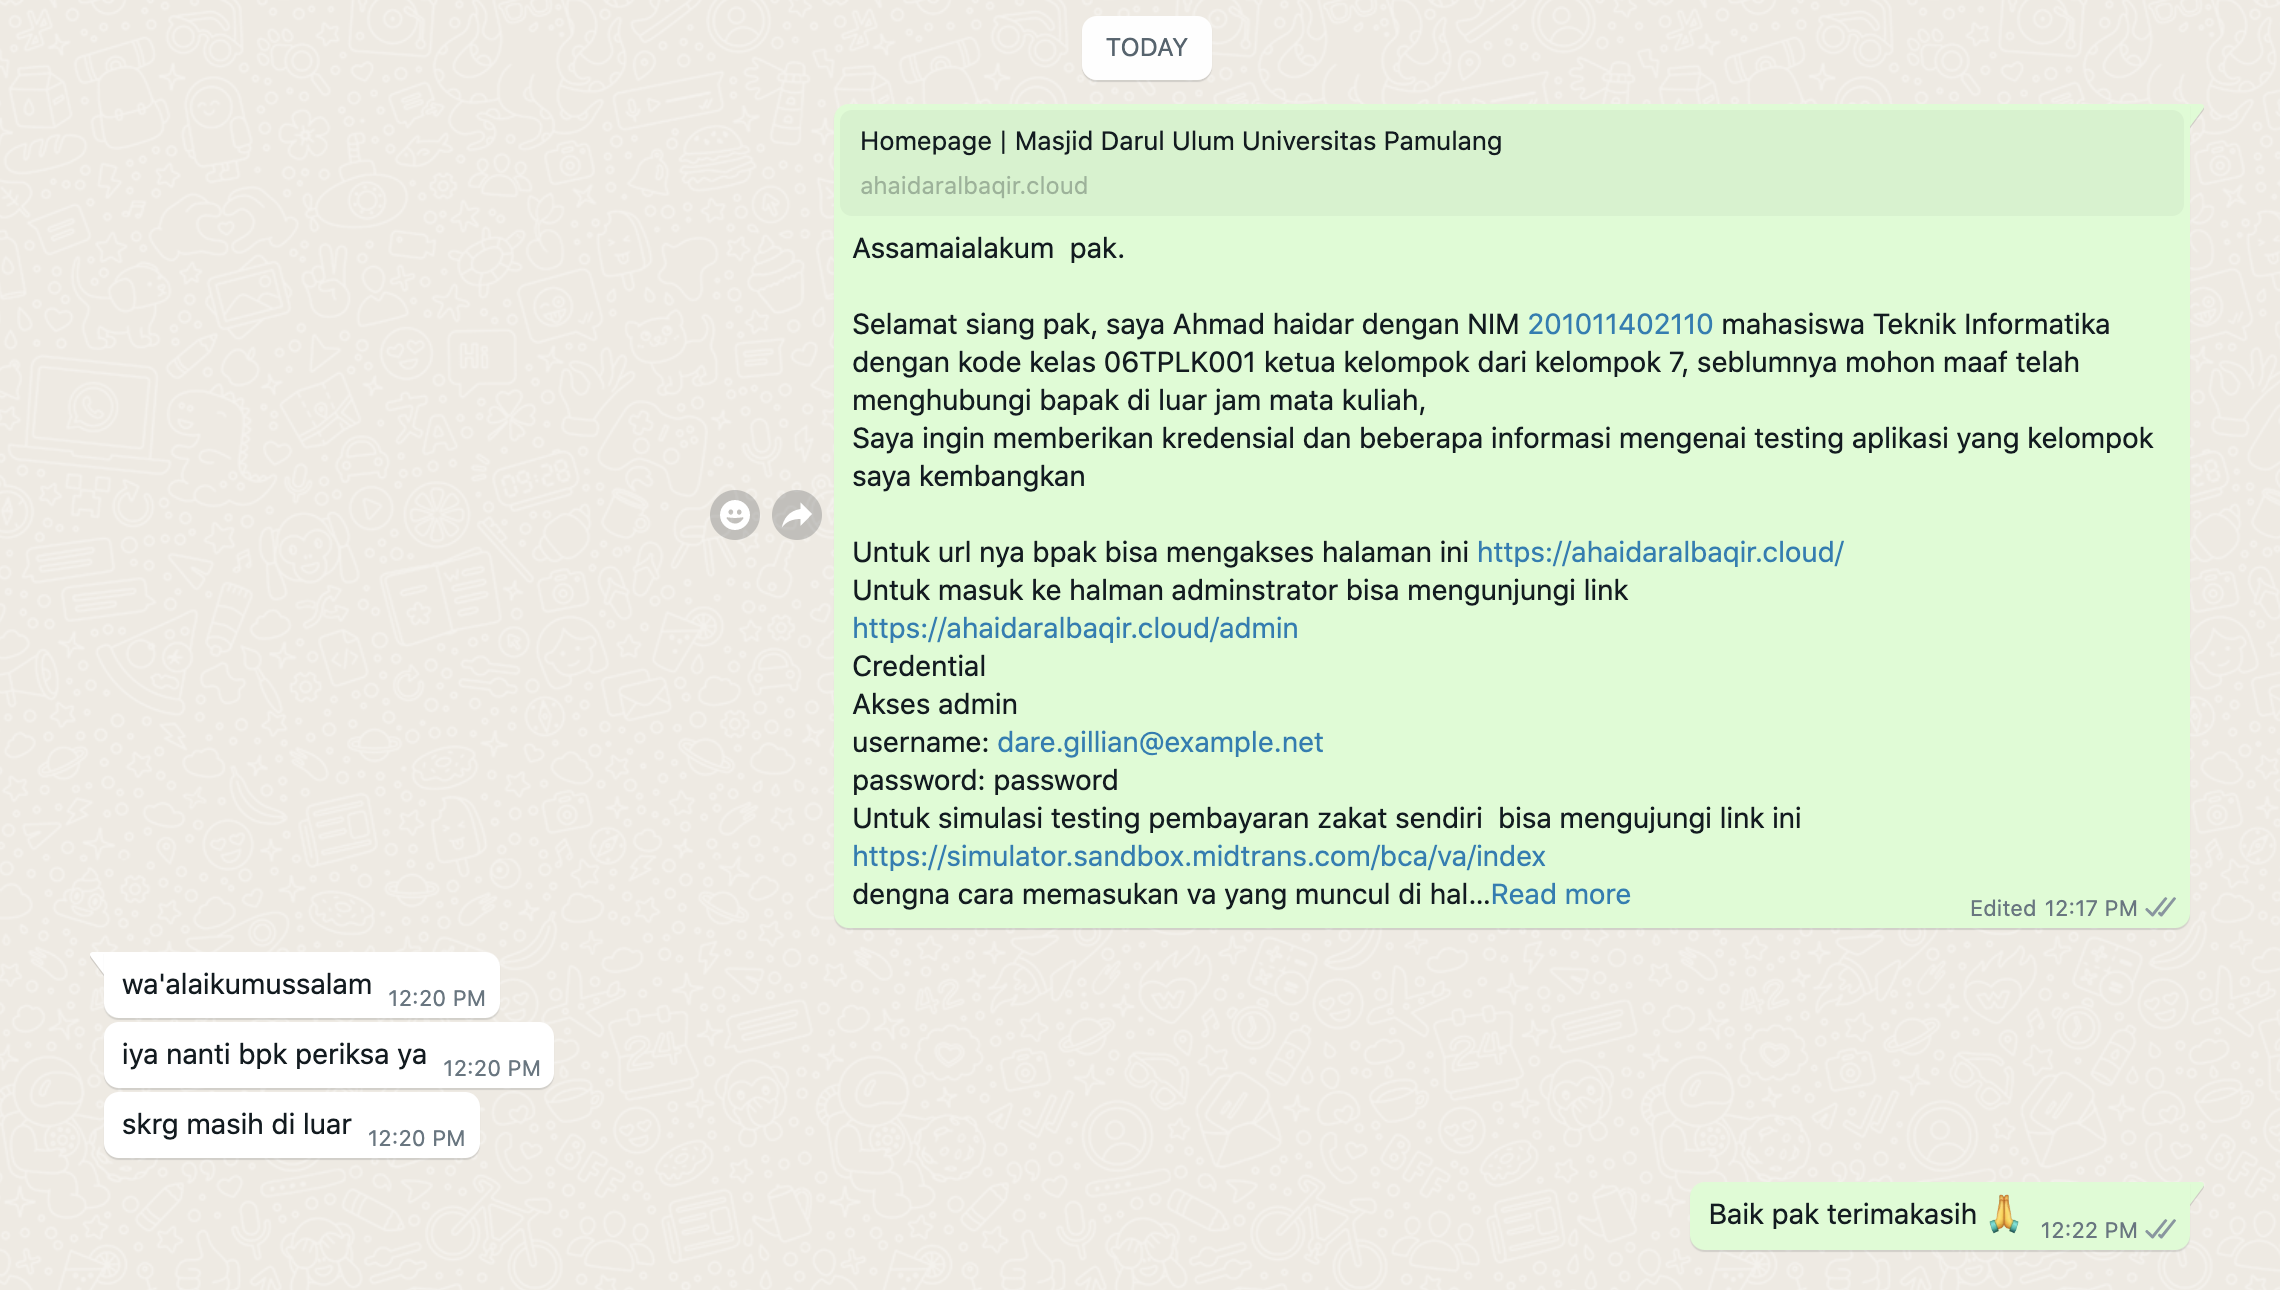 TODAY
Homepage | Masjid Darul Ulum Universitas Pamulang
ahaidaralbaqir.cloud
Assamaialakum  pak.
Selamat siang pak, saya Ahmad haidar dengan NIM 201011402110 mahasiswa Teknik Informatika
dengan kode kelas 06TPLK001 ketua kelompok dari kelompok 7, seblumnya mohon maaf telah
menghubungi bapak di luar jam mata kuliah,
Saya ingin memberikan kredensial dan beberapa informasi mengenai testing aplikasi yang kelompok
saya kembangkan
Untuk url nya bpak bisa mengakses halaman ini https://ahaidaralbaqir.cloud/
Untuk masuk ke halman adminstrator bisa mengunjungi link
https://ahaidaralbaqir.cloud/admin
Credential
Akses admin
username: dare.gillian@example.net
password: password
Untuk simulasi testing pembayaran zakat sendiri  bisa mengujungi link ini
https://simulator.sandbox.midtrans.com/bca/va/index
dengna cara memasukan va yang muncul di hal...Read more
Edited 12:17 PM
wa'alaikumussalam 12:20 PM
iya nanti bpk periksa ya 12:20 PM
skrg masih di luar 12:20 PM
Baik pak terimakasih 🙏 12:22 PM